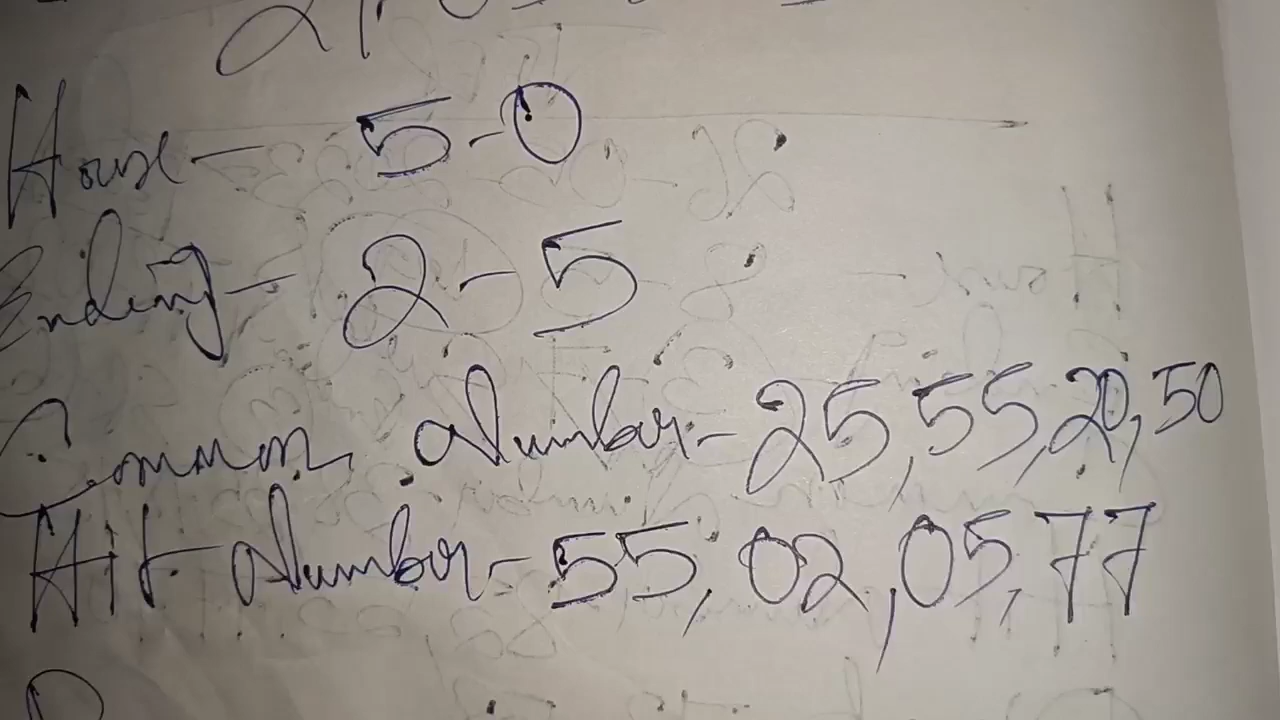 House - 5-0
Ending - 2-5
Common Number - 25, 55, 20, 50
Hit Number - 55, 02, 05, 77